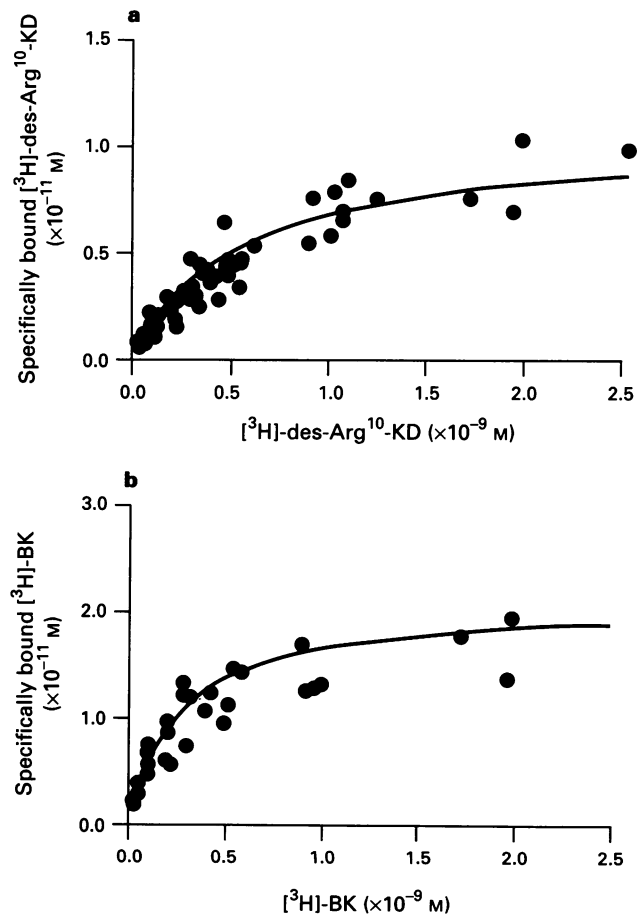 a
Specifically bound [³H]-des-Arg¹⁰-KD
(×10⁻¹¹ M)
1.5
1.0
0.5
0.0
0.0 0.5 1.0 1.5 2.0 2.5
[³H]-des-Arg¹⁰-KD (×10⁻⁹ M)
b
Specifically bound [³H]-BK
(×10⁻¹¹ M)
3.0
2.0
1.0
0.0
0.0 0.5 1.0 1.5 2.0 2.5
[³H]-BK (×10⁻⁹ M)